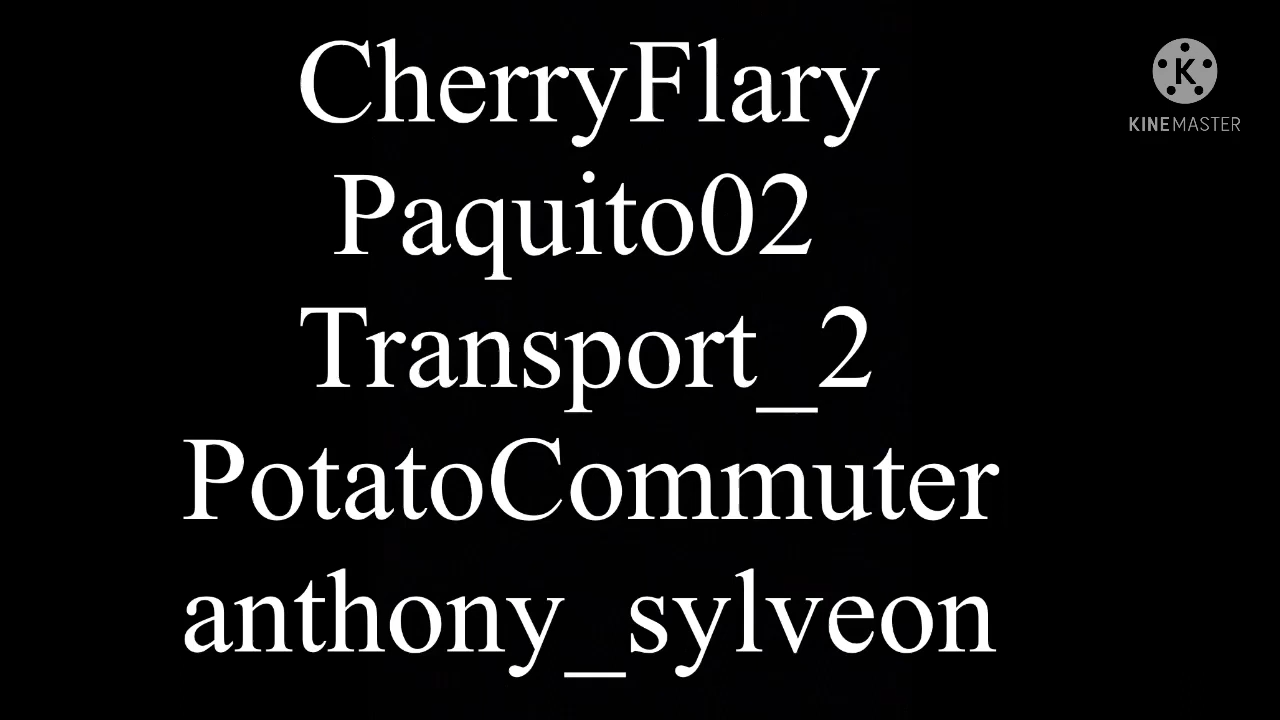 CherryFlary
Paquito02
Transport_2
PotatoCommuter
anthony_sylveon
K
KINEMASTER